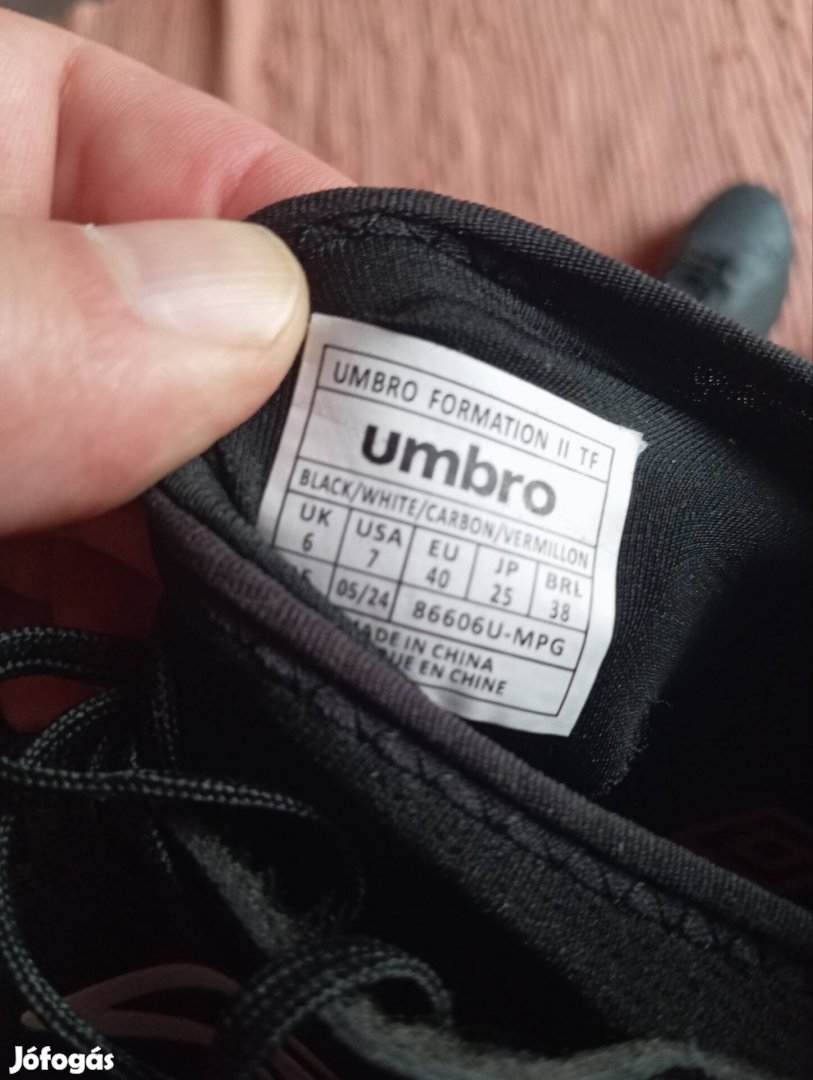 UMBRO FORMATION II TF
umbro
BLACK/WHITE/CARBON/VERMILLON
UK USA EU JP BRL
6 7 40 25 38
05/24 86606U-MPG
MADE IN CHINA
EN CHINE
Jófogás